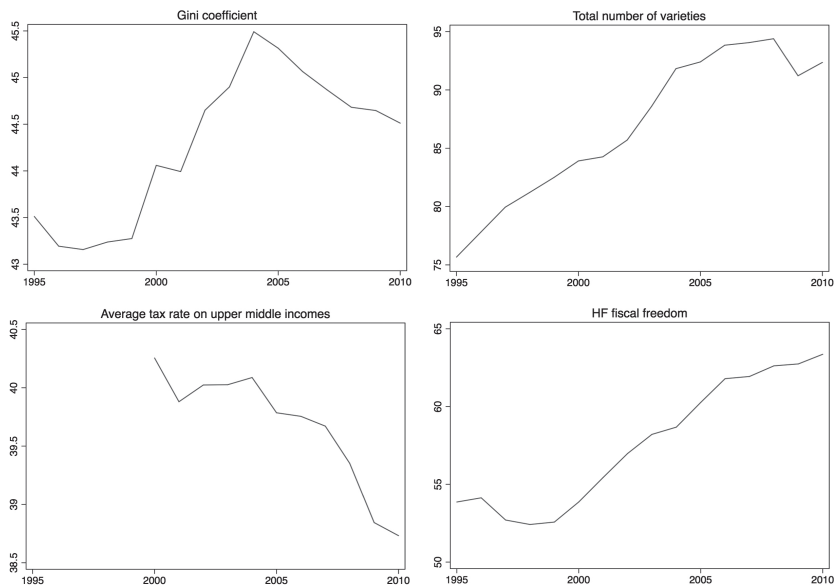 Gini coefficient
45.5
45
44.5
44
43.5
43
1995 2000 2005 2010
Total number of varieties
95
90
85
80
75
1995 2000 2005 2010
Average tax rate on upper middle incomes
40.5
40
39.5
39
38.5
1995 2000 2005 2010
HF fiscal freedom
65
60
55
50
1995 2000 2005 2010